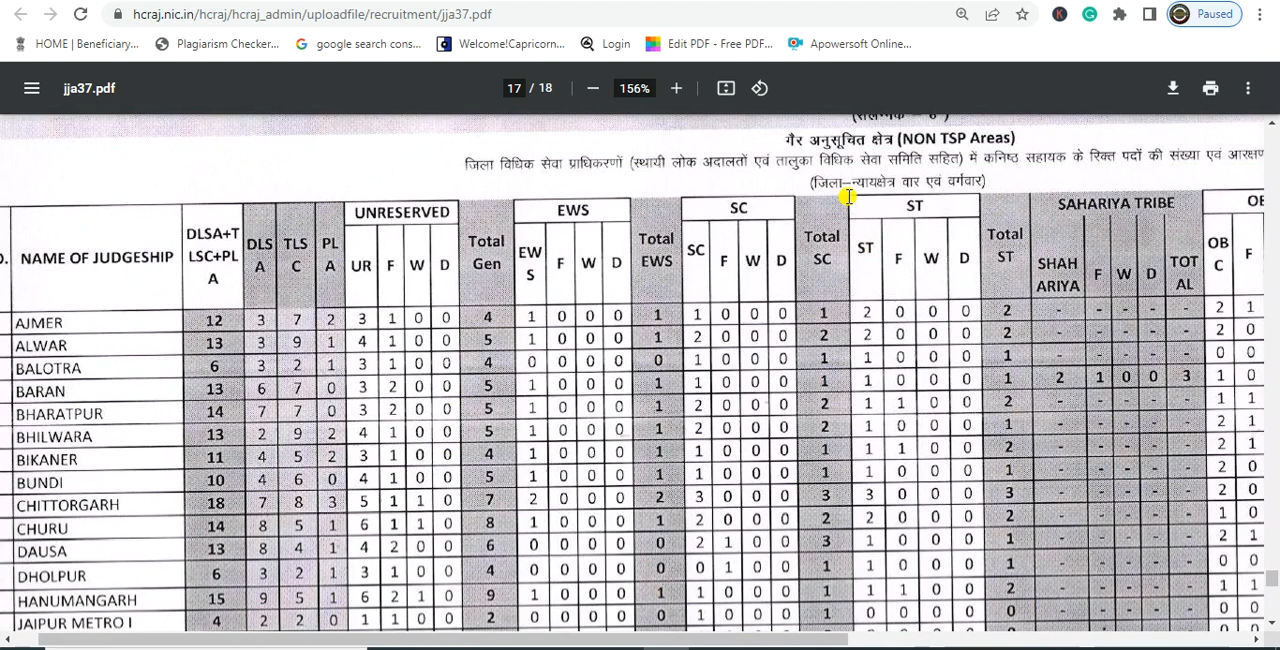 hcraj.nic.in/hcraj/hcraj_admin/uploadfile/recruitment/jja37.pdf
Paused
HOME | Beneficiary...
Plagiarism Checker...
google search cons...
Welcome!Capricorn...
Login
Edit PDF - Free PDF...
Apowersoft Online...
jja37.pdf
17 / 18
156%
गैर अनुसूचित क्षेत्र (NON TSP Areas)
जिला विधिक सेवा प्राधिकरणों (स्थायी लोक अदालतों एवं तालुका विधिक सेवा समिति सहित) में कनिष्ठ सहायक के रिक्त पदों की संख्या एवं
(जिला–न्यायक्षेत्र वार एवं वर्गवार)
NAME OF JUDGESHIP DLSA+TLSC+PLA DLSA TLSC PLA UNRESERVED Total Gen EWS Total EWS SC Total SC ST Total ST SAHARIYA TRIBE
UR F W D EWS F W D SC F W D ST F W D SHAHARIYA F W D TOTAL OBC F
AJMER 12 3 7 2 3 1 0 0 4 1 0 0 0 1 1 0 0 0 1 2 0 0 0 2 - - - - - 2 1
ALWAR 13 3 9 1 4 1 0 0 5 1 0 0 0 1 2 0 0 0 2 2 0 0 0 2 - - - - - 2 0
BALOTRA 6 3 2 1 3 1 0 0 4 0 0 0 0 0 1 0 0 0 1 1 0 0 0 1 - - - - - 0 0
BARAN 13 6 7 0 3 2 0 0 5 1 0 0 0 1 1 0 0 0 1 1 0 0 0 1 2 1 0 0 3 1 0
BHARATPUR 14 7 7 0 3 2 0 0 5 1 0 0 0 1 2 0 0 0 2 1 1 0 0 2 - - - - - 1 1
BHILWARA 13 2 9 2 4 1 0 0 5 1 0 0 0 1 2 0 0 0 2 1 0 0 0 1 - - - - - 2 1
BIKANER 11 4 5 2 3 1 0 0 4 1 0 0 0 1 1 0 0 0 1 1 1 0 0 2 - - - - - 2 1
BUNDI 10 4 6 0 4 1 0 0 5 1 0 0 0 1 1 0 0 0 1 1 0 0 0 1 - - - - - 2 0
CHITTORGARH 18 7 8 3 5 1 1 0 7 2 0 0 0 2 3 0 0 0 3 3 0 0 0 3 - - - - - 2 0
CHURU 14 8 5 1 6 1 1 0 8 1 0 0 0 1 2 0 0 0 2 2 0 0 0 2 - - - - - 1 0
DAUSA 13 8 4 1 4 2 0 0 6 0 0 0 0 0 2 1 0 0 3 1 0 0 0 1 - - - - - 2 1
DHOLPUR 6 3 2 1 3 1 0 0 4 0 0 0 0 0 0 1 0 0 1 1 0 0 0 1 - - - - - 0 0
HANUMANGARH 15 9 5 1 6 2 1 0 9 1 0 0 0 1 1 0 0 0 1 1 1 0 0 2 - - - - - 1 1
JAIPUR METRO I 4 2 2 0 1 1 0 0 2 0 0 0 0 0 1 0 0 0 1 0 0 0 0 0 - - - - - 0 0